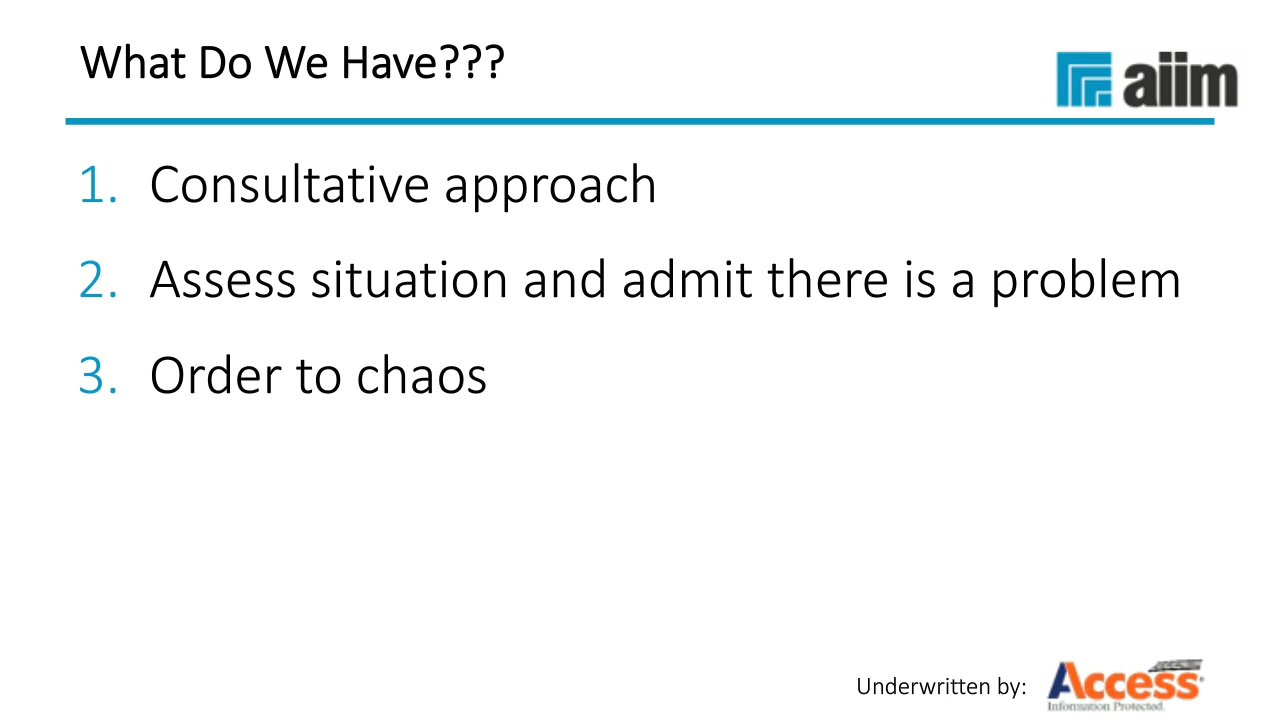 What Do We Have???
aiim
1. Consultative approach
2. Assess situation and admit there is a problem
3. Order to chaos
Underwritten by:
Access
Information Protected.